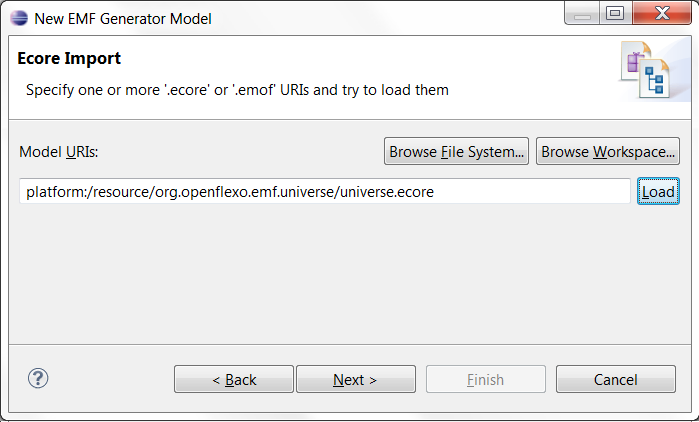 New EMF Generator Model
Ecore Import
Specify one or more '.ecore' or '.emof' URIs and try to load them
Model URIs:
Browse File System...
Browse Workspace...
platform:/resource/org.openflexo.emf.universe/universe.ecore
Load
?
< Back
Next >
Finish
Cancel